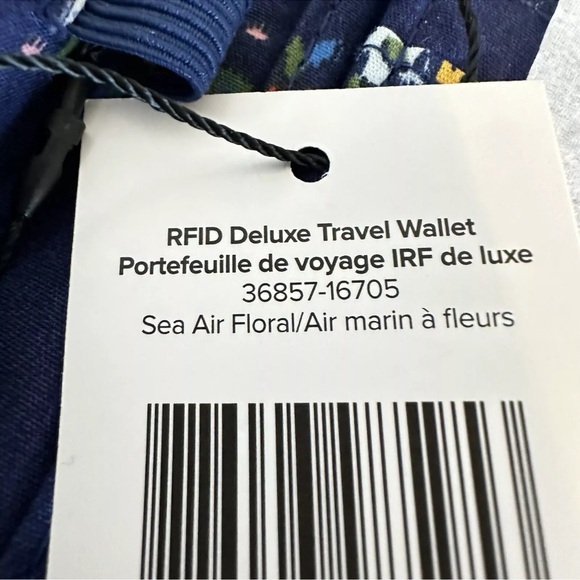 RFID Deluxe Travel Wallet
Portefeuille de voyage IRF de luxe
36857-16705
Sea Air Floral/Air marin à fleurs